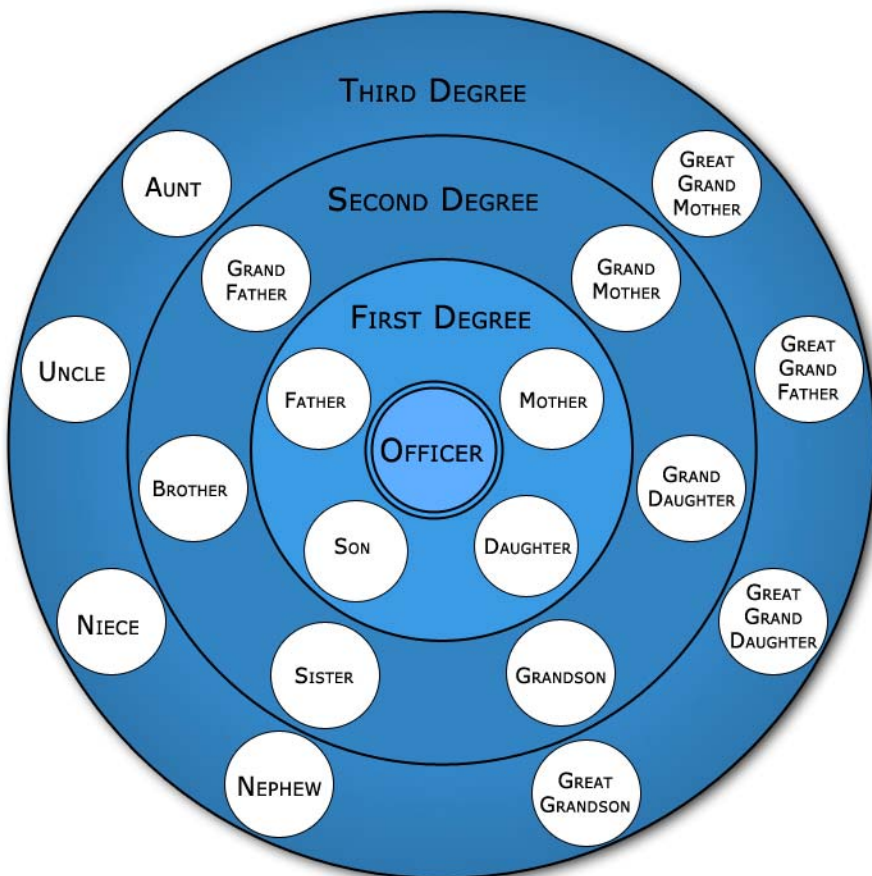 Third Degree
Aunt
Great
Grand
Mother
Second Degree
Grand
Father
Grand
Mother
First Degree
Uncle
Great
Grand
Father
Father
Mother
Officer
Brother
Grand
Daughter
Son
Daughter
Niece
Great
Grand
Daughter
Sister
Grandson
Nephew
Great
Grandson